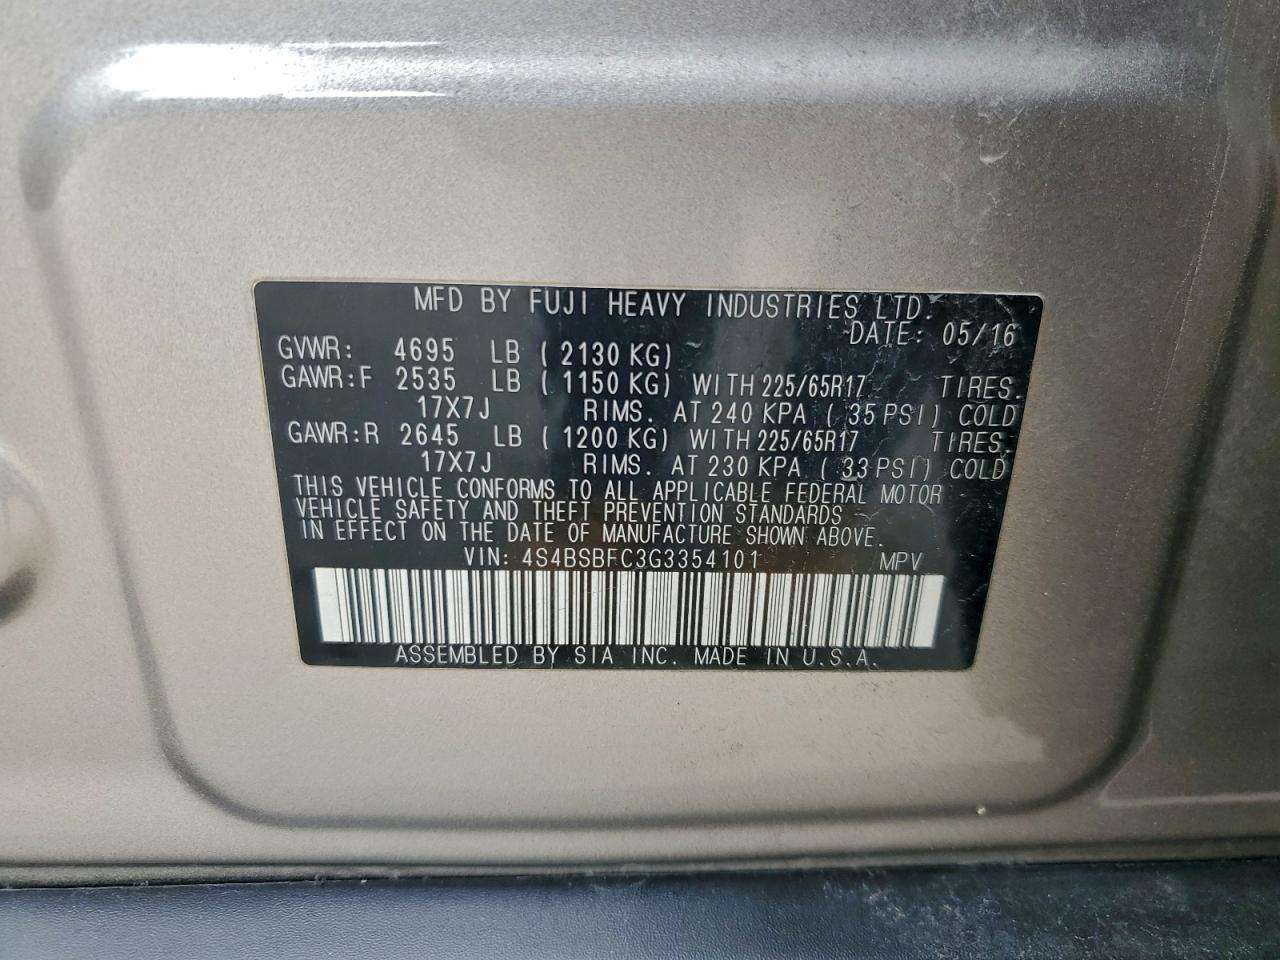 MFD BY FUJI HEAVY INDUSTRIES LTD.
DATE: 05/16
GVWR: 4695 LB ( 2130 KG)
GAWR:F 2535 LB ( 1150 KG) WITH 225/65R17 TIRES.
17X7J RIMS. AT 240 KPA ( 35 PSI) COLD
GAWR:R 2645 LB ( 1200 KG) WITH 225/65R17 TIRES.
17X7J RIMS. AT 230 KPA ( 33 PSI) COLD
THIS VEHICLE CONFORMS TO ALL APPLICABLE FEDERAL MOTOR
VEHICLE SAFETY AND THEFT PREVENTION STANDARDS
IN EFFECT ON THE DATE OF MANUFACTURE SHOWN ABOVE.
VIN: 4S4BSBFC3G3354101 MPV
ASSEMBLED BY SIA INC. MADE IN U.S.A.